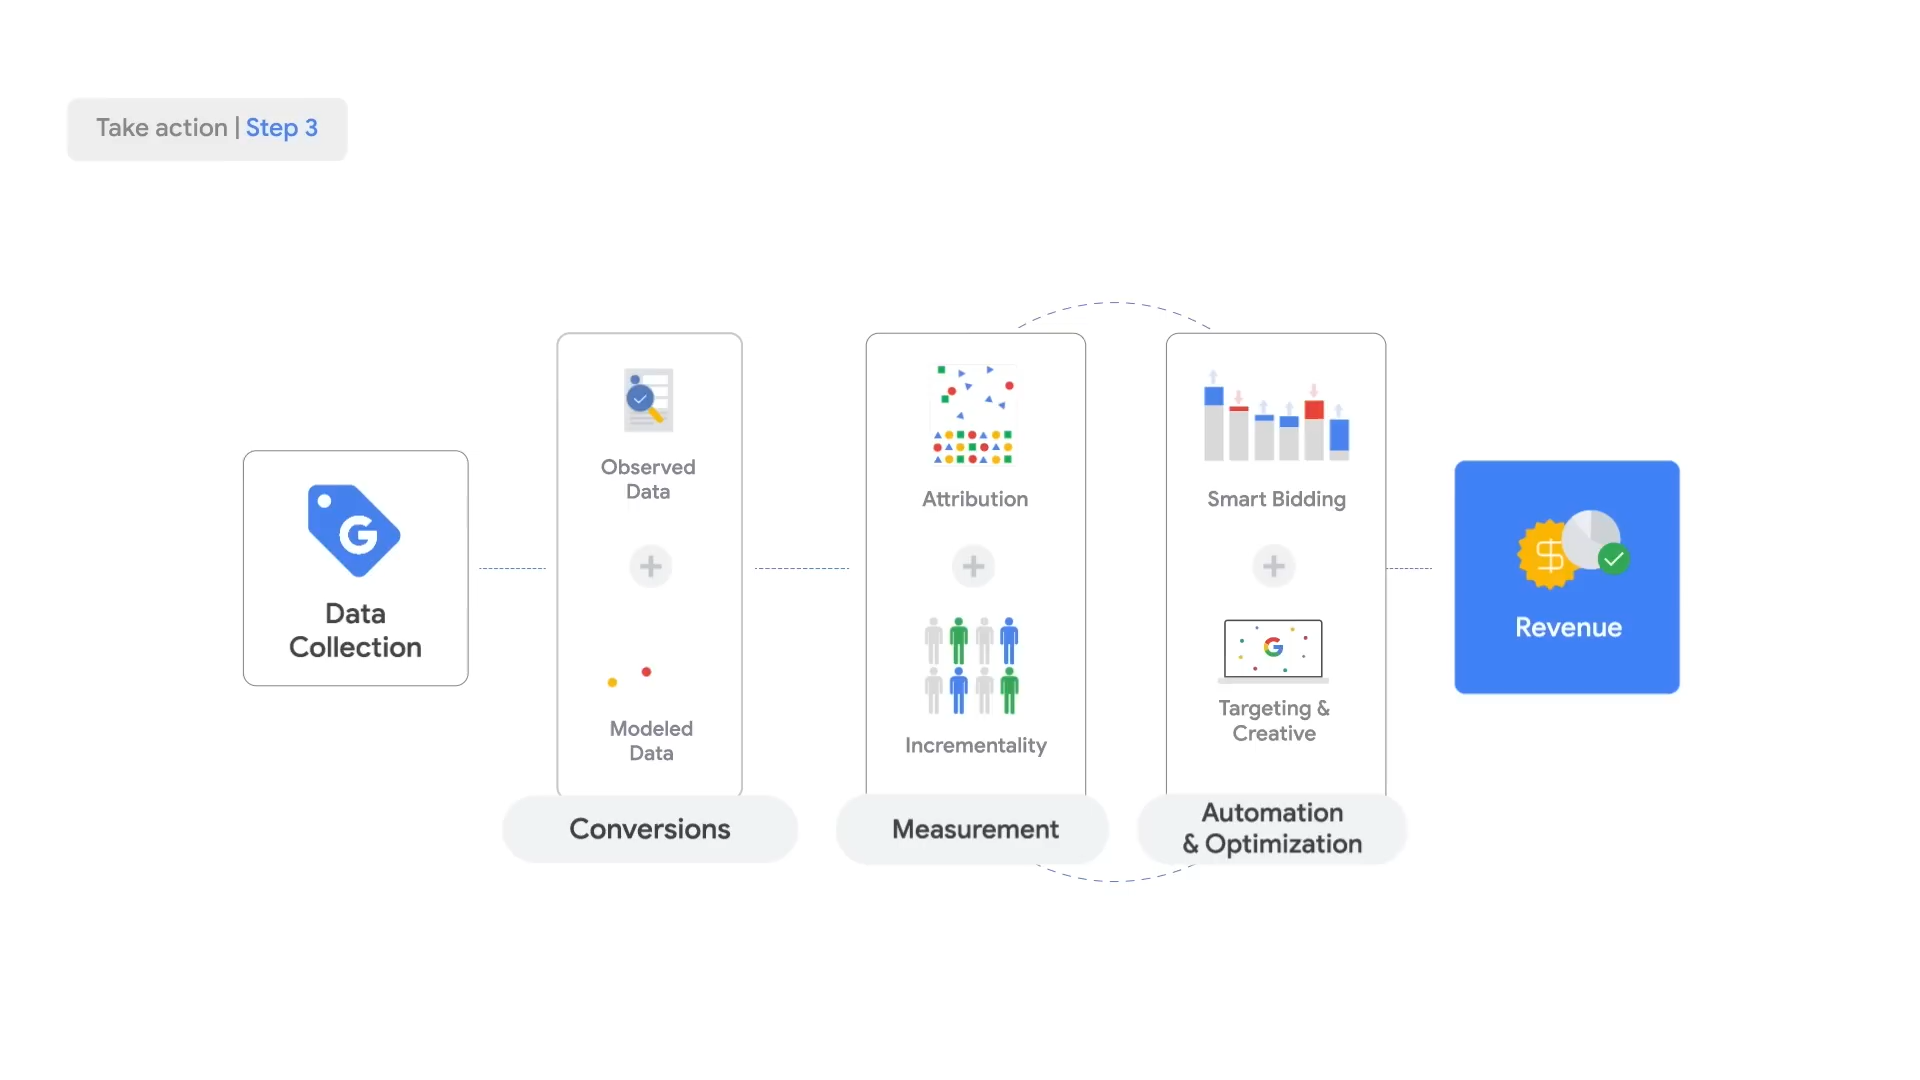 Take action | Step 3
Data
Collection
Observed
Data
Modeled
Data
Conversions
Attribution
Incrementality
Measurement
Smart Bidding
Targeting &
Creative
Automation
& Optimization
Revenue